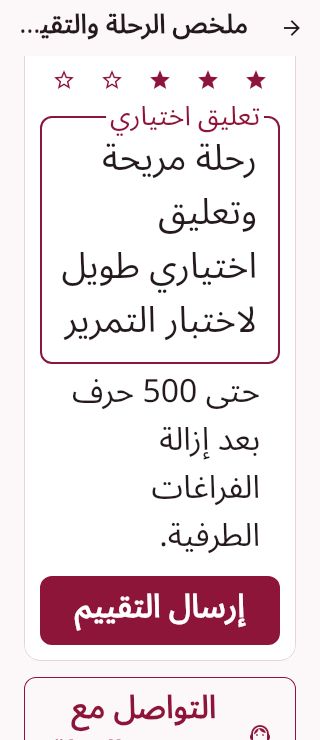 ملخص الرحلة والتقيـ...
تعليق اختياري
رحلة مريحة
وتعليق
اختياري طويل
لاختبار التمرير
حتى 500 حرف
بعد إزالة
الفراغات
الطرفية.
إرسال التقييم
التواصل مع